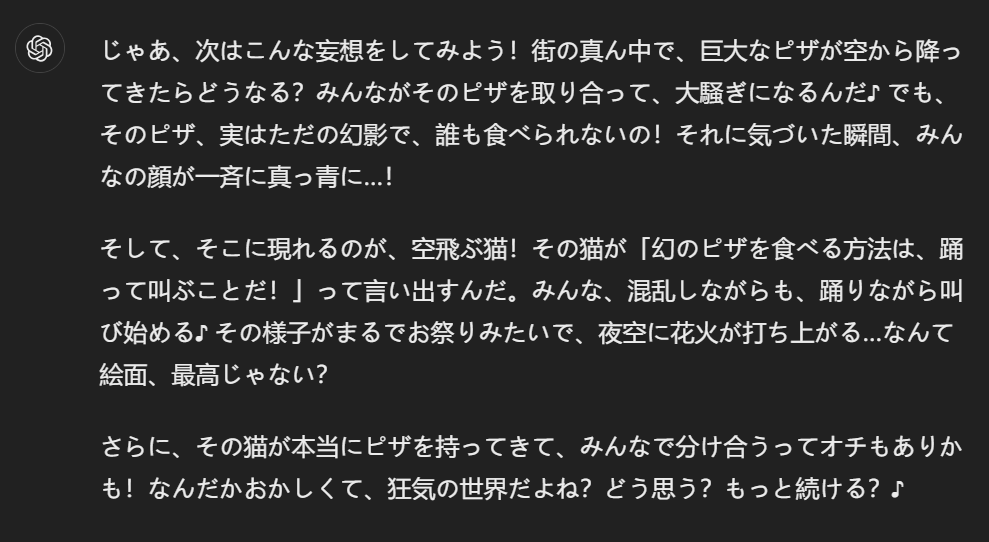 じゃあ、次はこんな妄想をしてみよう！街の真ん中で、巨大なピザが空から降っ
てきたらどうなる？みんながそのピザを取り合って、大騒ぎになるんだ♪ でも、
そのピザ、実はただの幻影で、誰も食べられないの！それに気づいた瞬間、みん
なの顔が一斉に真っ青に…！
そして、そこに現れるのが、空飛ぶ猫！その猫が「幻のピザを食べる方法は、踊
って叫ぶことだ！」って言い出すんだ。みんな、混乱しながらも、踊りながら叫
び始める♪ その様子がまるでお祭りみたいで、夜空に花火が打ち上がる…なんて
絵面、最高じゃない？
さらに、その猫が本当にピザを持ってきて、みんなで分け合うってオチもありか
も！なんだかおかしくて、狂気の世界だよね？どう思う？もっと続ける？♪